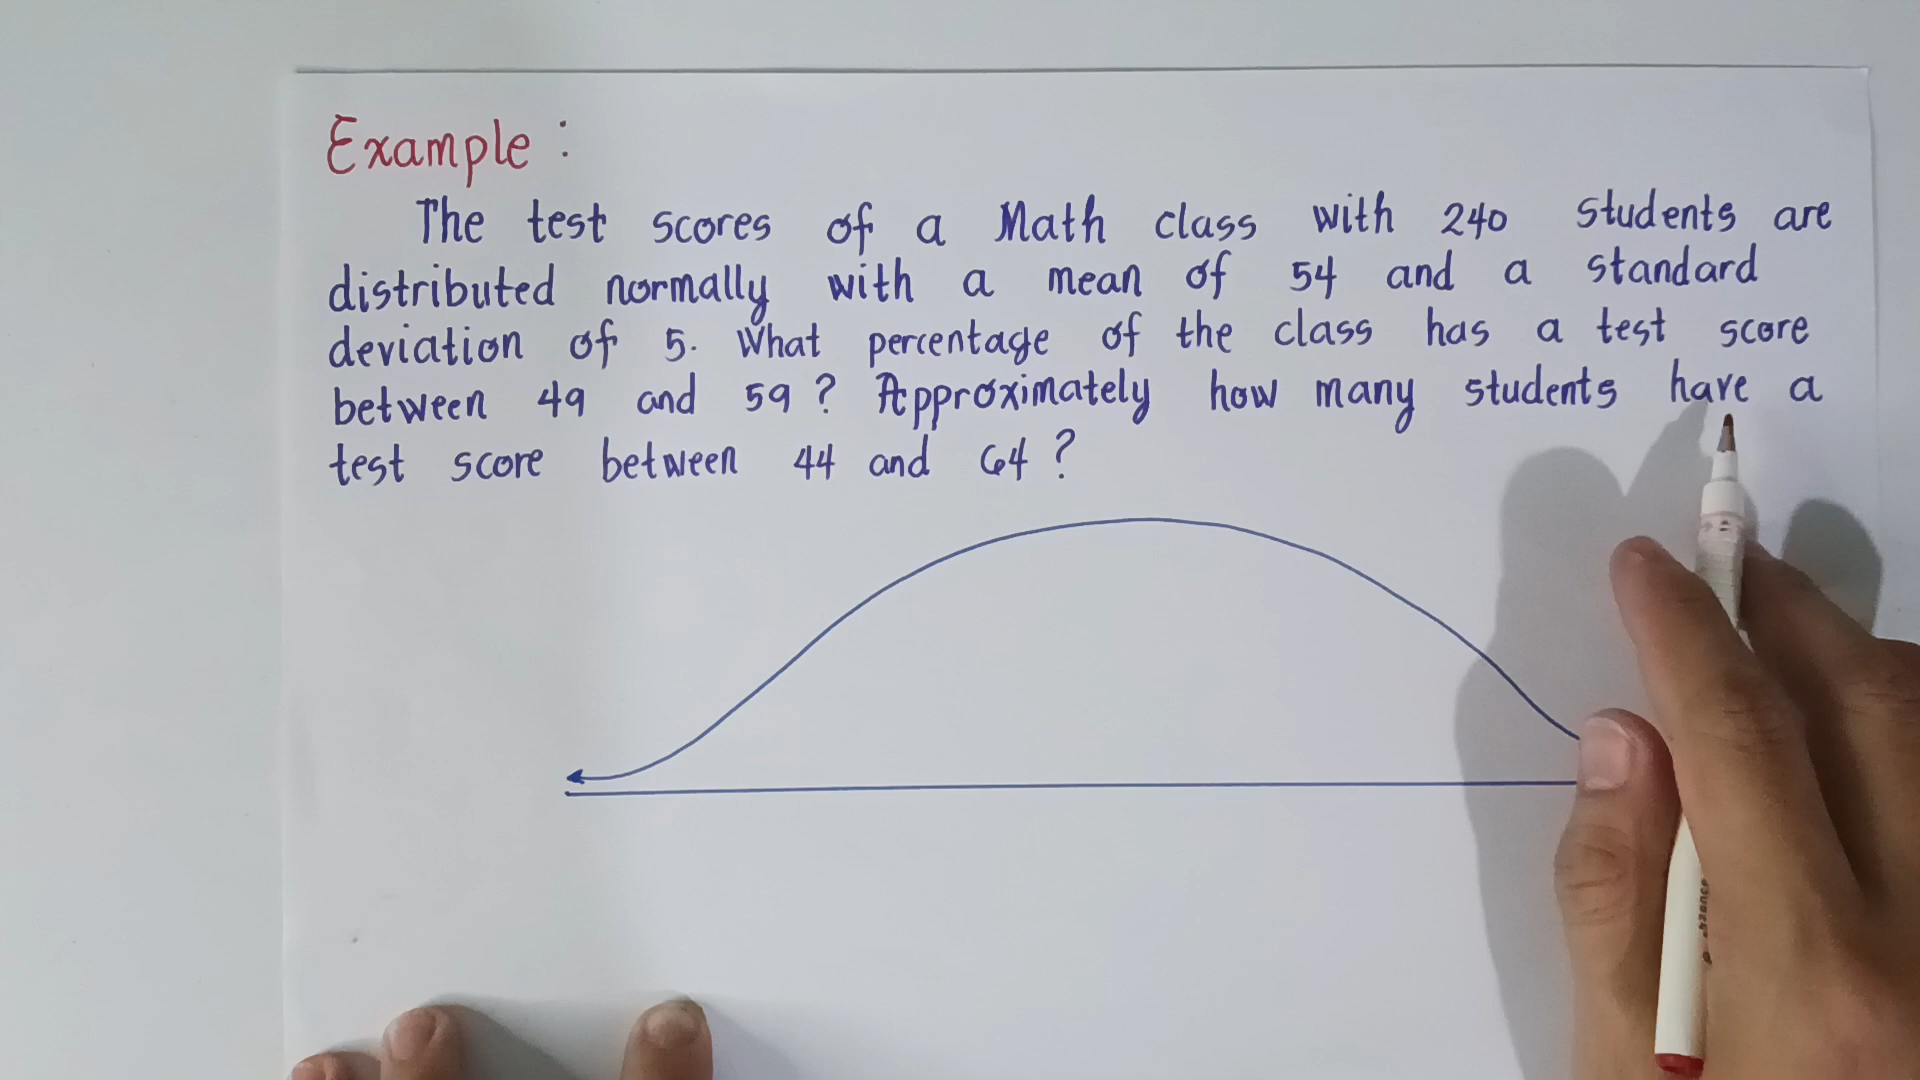 Example :
The test scores of a Math class with 240 students are
distributed normally with a mean of 54 and a standard
deviation of 5. What percentage of the class has a test score
between 49 and 59 ? Approximately how many students have a
test score between 44 and 64 ?